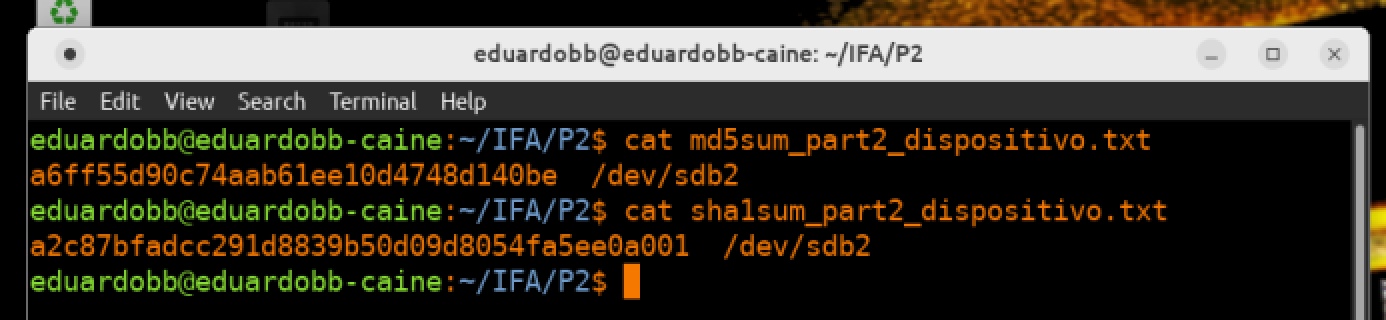 eduardobb@eduardobb-caine: ~/IFA/P2
File Edit View Search Terminal Help
eduardobb@eduardobb-caine:~/IFA/P2$ cat md5sum_part2_dispositivo.txt
a6ff55d90c74aab61ee10d4748d140be  /dev/sdb2
eduardobb@eduardobb-caine:~/IFA/P2$ cat sha1sum_part2_dispositivo.txt
a2c87bfadcc291d8839b50d09d8054fa5ee0a001  /dev/sdb2
eduardobb@eduardobb-caine:~/IFA/P2$